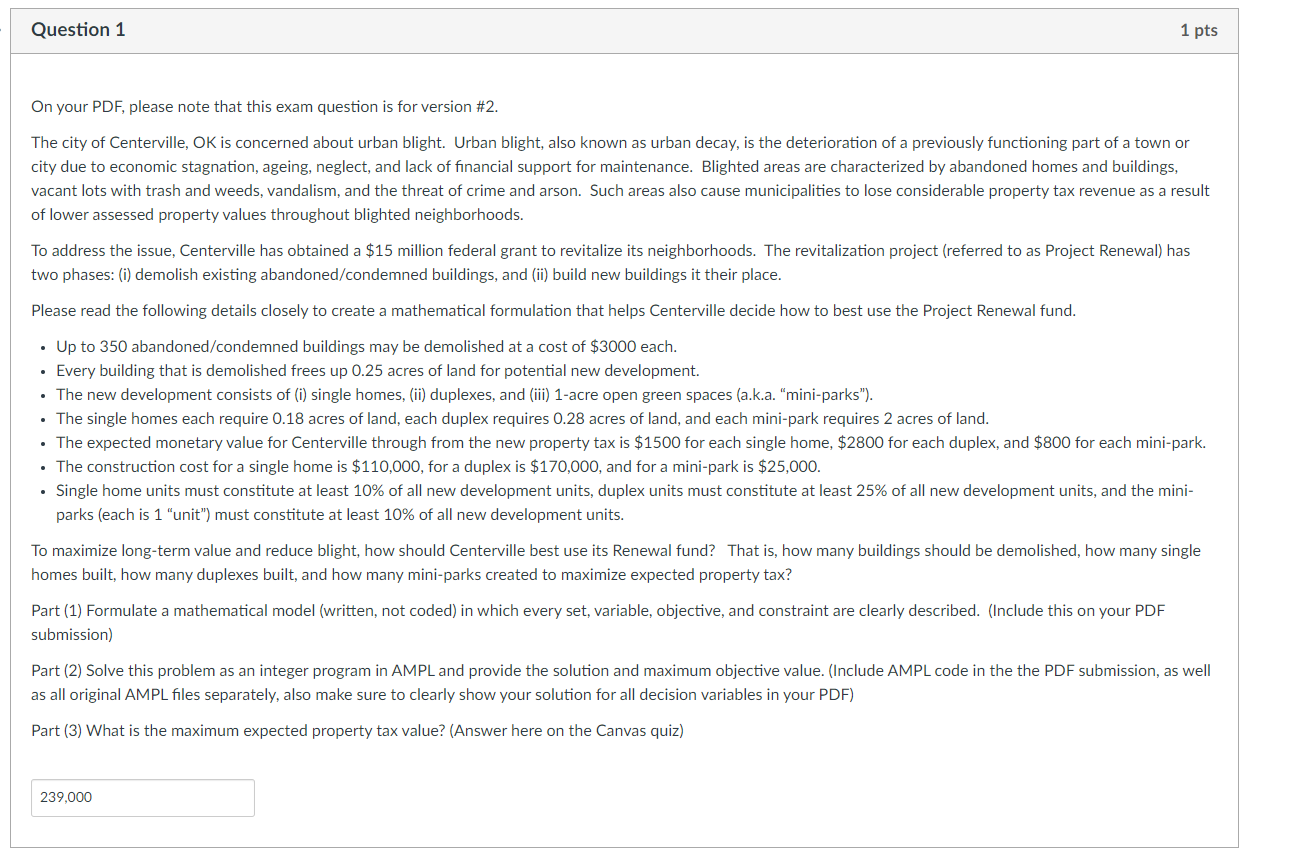 Question 1
1 pts
On your PDF, please note that this exam question is for version #2.
The city of Centerville, OK is concerned about urban blight. Urban blight, also known as urban decay, is the deterioration of a previously functioning part of a town or
city due to economic stagnation, ageing, neglect, and lack of financial support for maintenance. Blighted areas are characterized by abandoned homes and buildings,
vacant lots with trash and weeds, vandalism, and the threat of crime and arson. Such areas also cause municipalities to lose considerable property tax revenue as a result
of lower assessed property values throughout blighted neighborhoods.
To address the issue, Centerville has obtained a $15 million federal grant to revitalize its neighborhoods. The revitalization project (referred to as Project Renewal) has
two phases: (i) demolish existing abandoned/condemned buildings, and (ii) build new buildings it their place.
Please read the following details closely to create a mathematical formulation that helps Centerville decide how to best use the Project Renewal fund.
• Up to 350 abandoned/condemned buildings may be demolished at a cost of $3000 each.
• Every building that is demolished frees up 0.25 acres of land for potential new development.
• The new development consists of (i) single homes, (ii) duplexes, and (iii) 1-acre open green spaces (a.k.a. “mini-parks”).
• The single homes each require 0.18 acres of land, each duplex requires 0.28 acres of land, and each mini-park requires 2 acres of land.
• The expected monetary value for Centerville through from the new property tax is $1500 for each single home, $2800 for each duplex, and $800 for each mini-park.
• The construction cost for a single home is $110,000, for a duplex is $170,000, and for a mini-park is $25,000.
• Single home units must constitute at least 10% of all new development units, duplex units must constitute at least 25% of all new development units, and the mini-
parks (each is 1 “unit”) must constitute at least 10% of all new development units.
To maximize long-term value and reduce blight, how should Centerville best use its Renewal fund? That is, how many buildings should be demolished, how many single
homes built, how many duplexes built, and how many mini-parks created to maximize expected property tax?
Part (1) Formulate a mathematical model (written, not coded) in which every set, variable, objective, and constraint are clearly described. (Include this on your PDF
submission)
Part (2) Solve this problem as an integer program in AMPL and provide the solution and maximum objective value. (Include AMPL code in the the PDF submission, as well
as all original AMPL files separately, also make sure to clearly show your solution for all decision variables in your PDF)
Part (3) What is the maximum expected property tax value? (Answer here on the Canvas quiz)
239,000